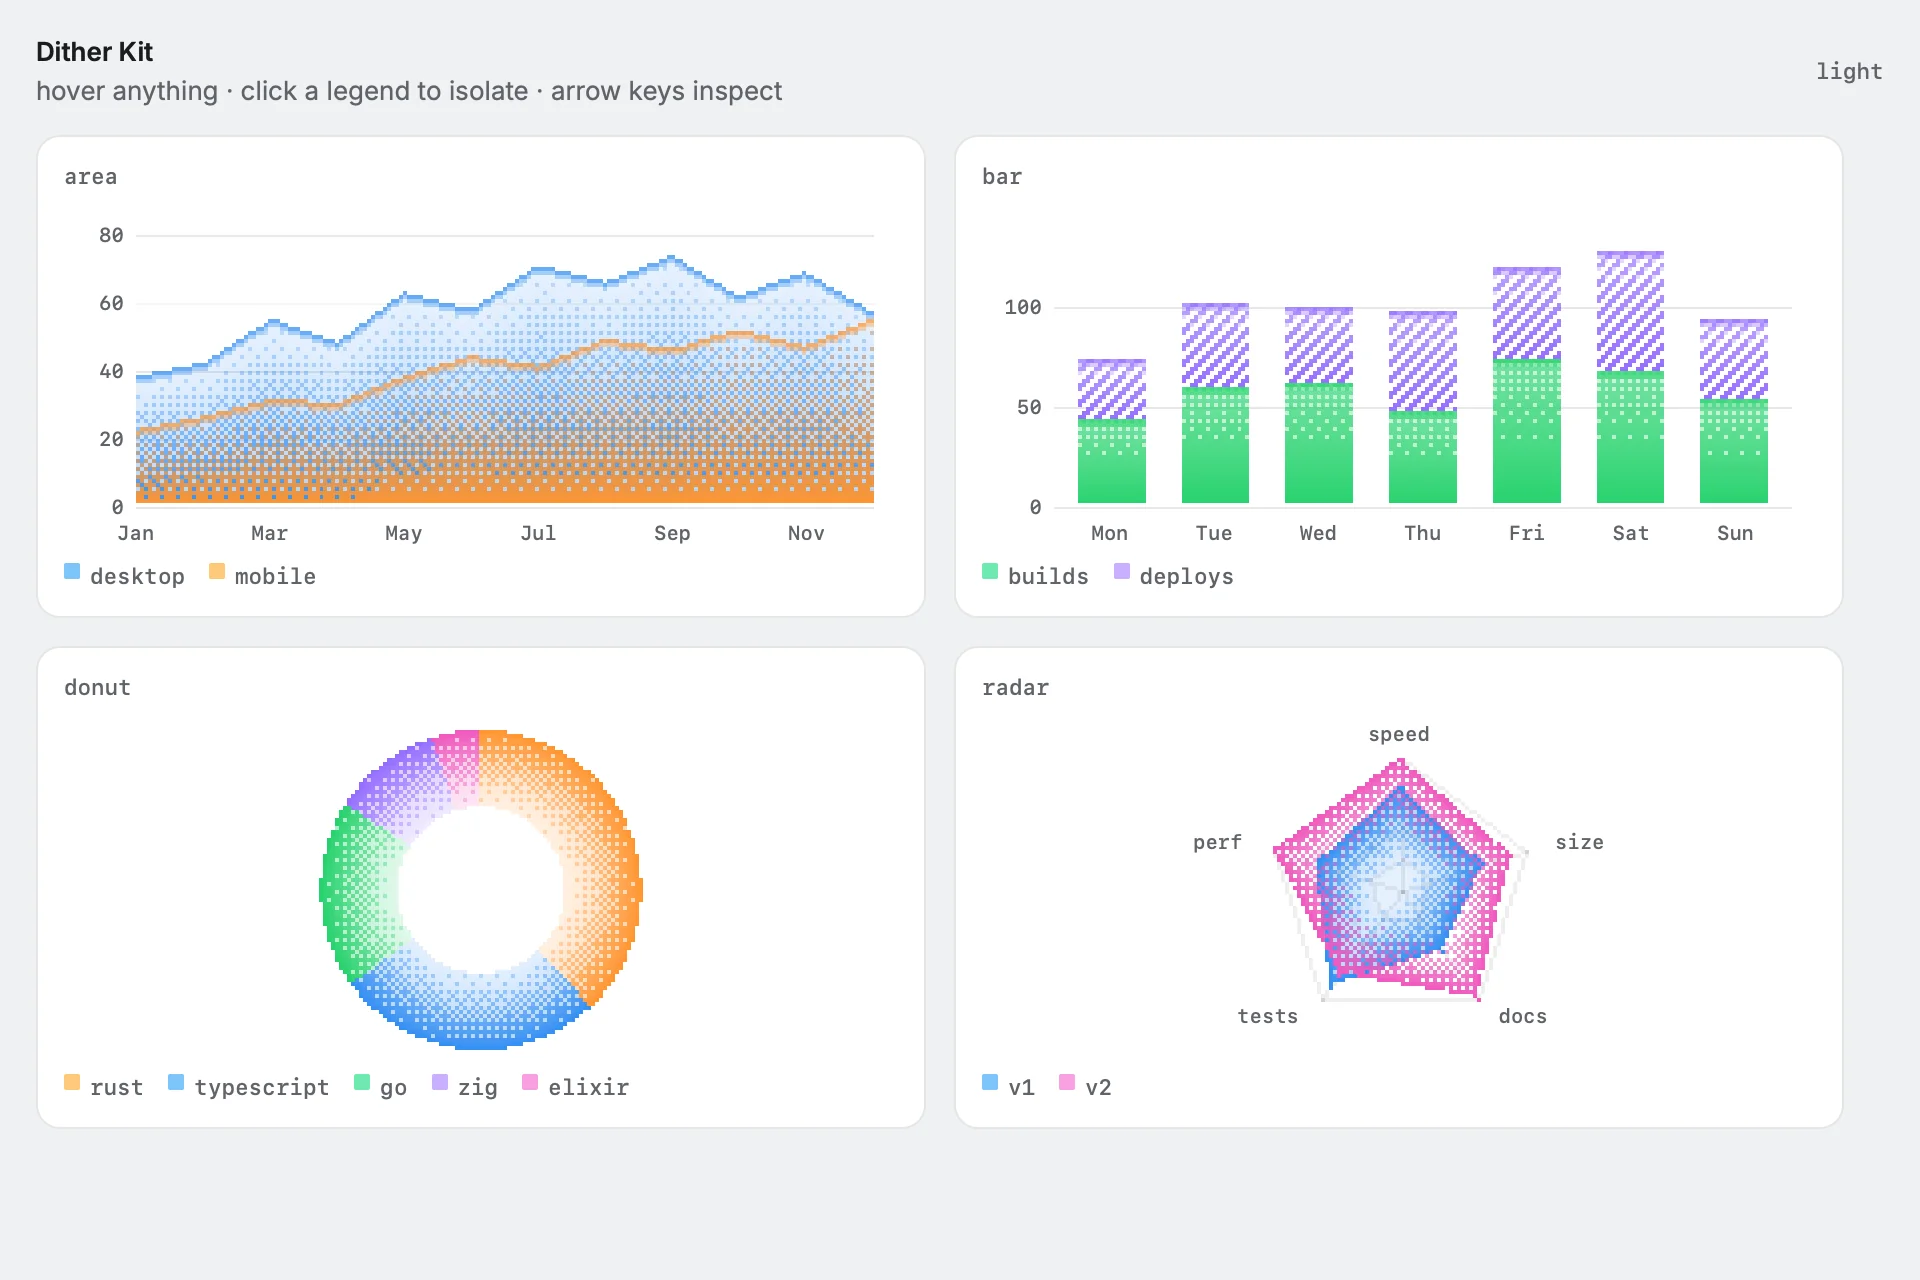 Dither Kit
hover anything · click a legend to isolate · arrow keys inspect
light
area
80
60
40
20
0
Jan Mar May Jul Sep Nov
desktop mobile
bar
100
50
0
Mon Tue Wed Thu Fri Sat Sun
builds deploys
donut
rust typescript go zig elixir
radar
speed
perf size
tests docs
v1 v2